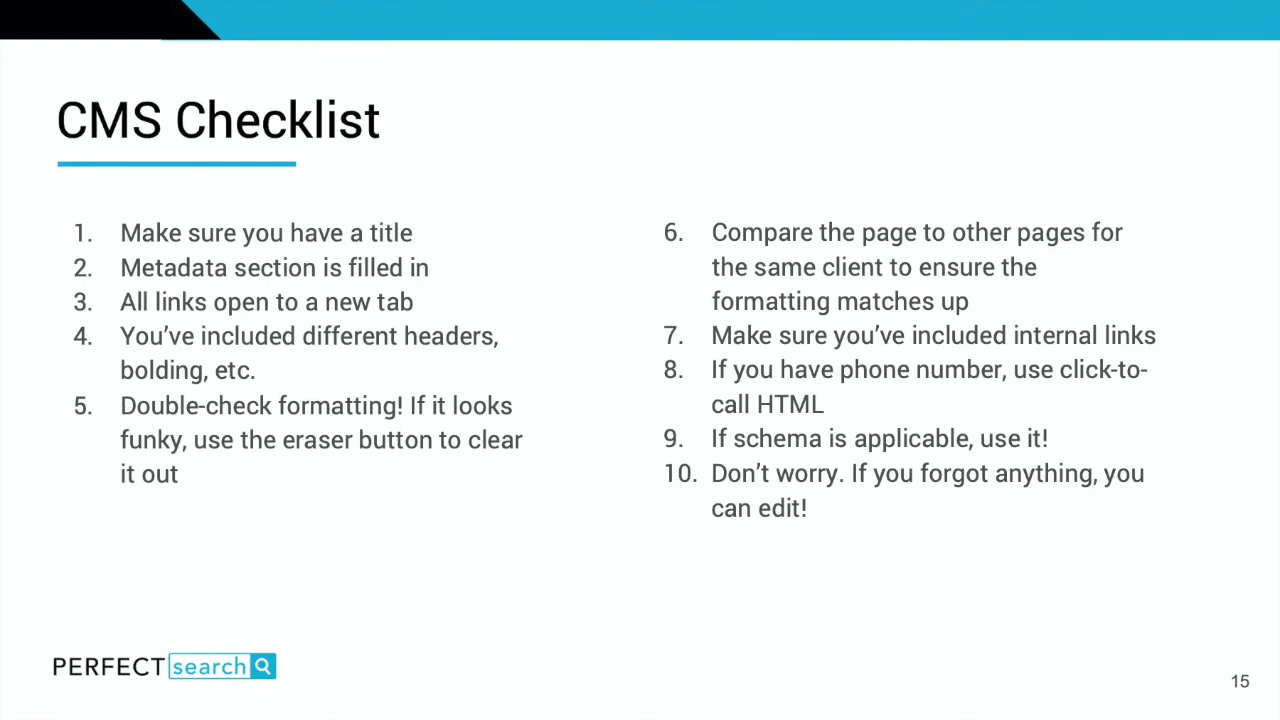 CMS Checklist
1. Make sure you have a title
2. Metadata section is filled in
3. All links open to a new tab
4. You've included different headers,
bolding, etc.
5. Double-check formatting! If it looks
funky, use the eraser button to clear
it out
6. Compare the page to other pages for
the same client to ensure the
formatting matches up
7. Make sure you've included internal links
8. If you have phone number, use click-to-
call HTML
9. If schema is applicable, use it!
10. Don't worry. If you forgot anything, you
can edit!
PERFECT search
15